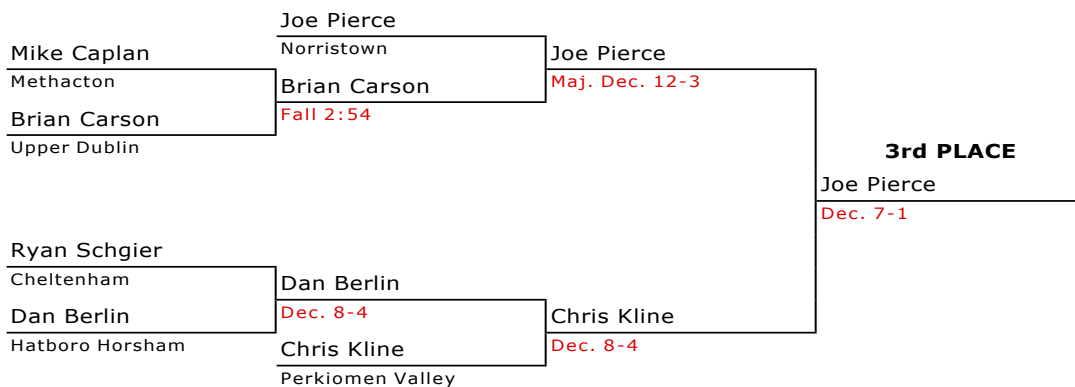 Joe Pierce
Norristown
Mike Caplan
Methacton
Brian Carson
Fall 2:54
Brian Carson
Upper Dublin
Joe Pierce
Maj. Dec. 12-3
3rd PLACE
Joe Pierce
Dec. 7-1
Ryan Schgier
Cheltenham
Dan Berlin
Dec. 8-4
Dan Berlin
Hatboro Horsham
Chris Kline
Perkiomen Valley
Chris Kline
Dec. 8-4